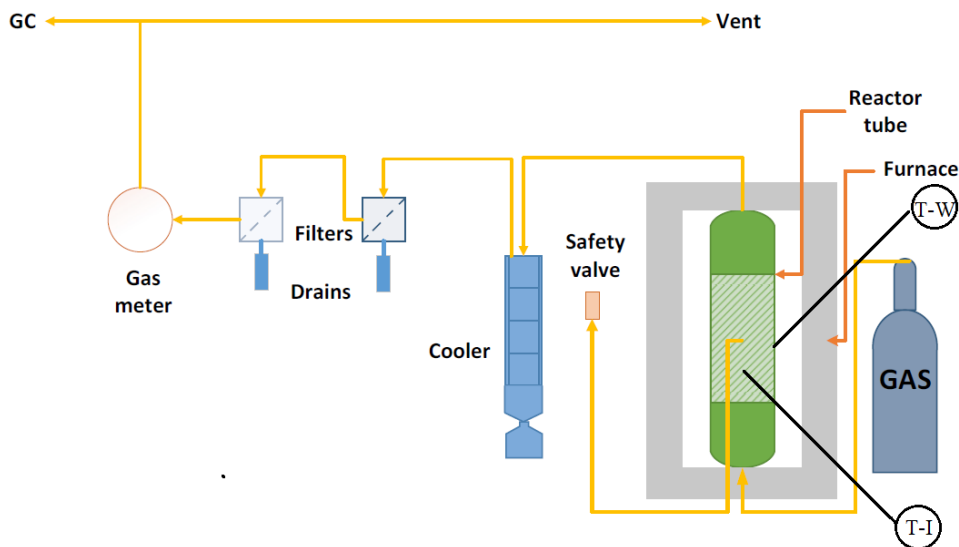 GC
Vent
Reactor
tube
Furnace
T-W
Filters
Safety
valve
Gas
meter
Drains
Cooler
GAS
T-I